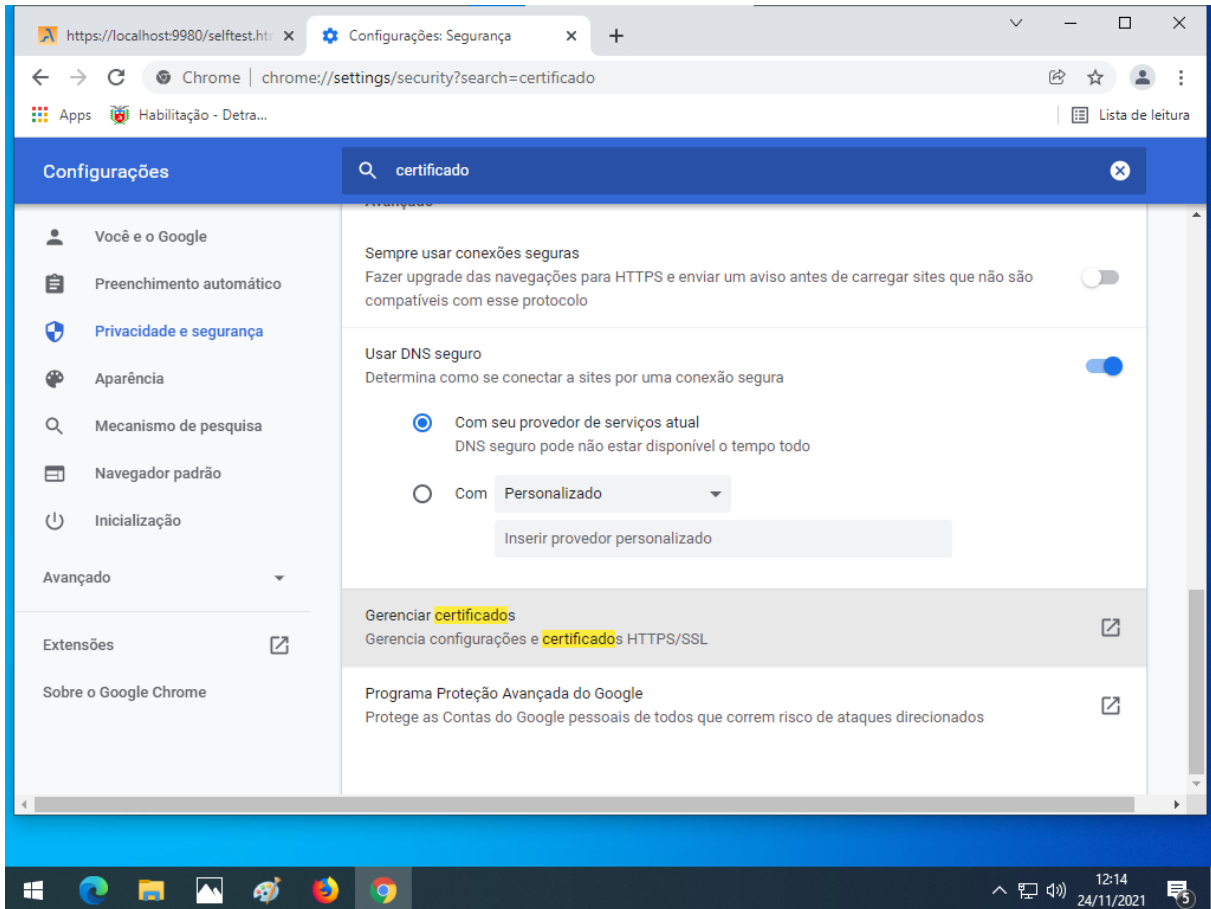 https://localhost:9980/selftest.htm
Configurações: Segurança
Chrome | chrome://settings/security?search=certificado
Apps
Habilitação - Detra...
Lista de leitura
Configurações
certificado
Você e o Google
Preenchimento automático
Privacidade e segurança
Aparência
Mecanismo de pesquisa
Navegador padrão
Inicialização
Avançado
Extensões
Sobre o Google Chrome
Avançado
Sempre usar conexões seguras
Fazer upgrade das navegações para HTTPS e enviar um aviso antes de carregar sites que não são
compatíveis com esse protocolo
Usar DNS seguro
Determina como se conectar a sites por uma conexão segura
Com seu provedor de serviços atual
DNS seguro pode não estar disponível o tempo todo
Com Personalizado
Inserir provedor personalizado
Gerenciar certificados
Gerencia configurações e certificados HTTPS/SSL
Programa Proteção Avançada do Google
Protege as Contas do Google pessoais de todos que correm risco de ataques direcionados
12:14
24/11/2021
5